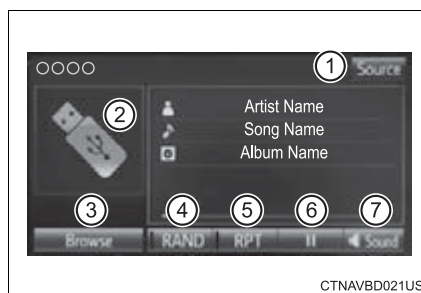 1 Source
○○○○
2
Artist Name
Song Name
Album Name
3 4 5 6 7
Browse RAND RPT II Sound
CTNAVBD021US